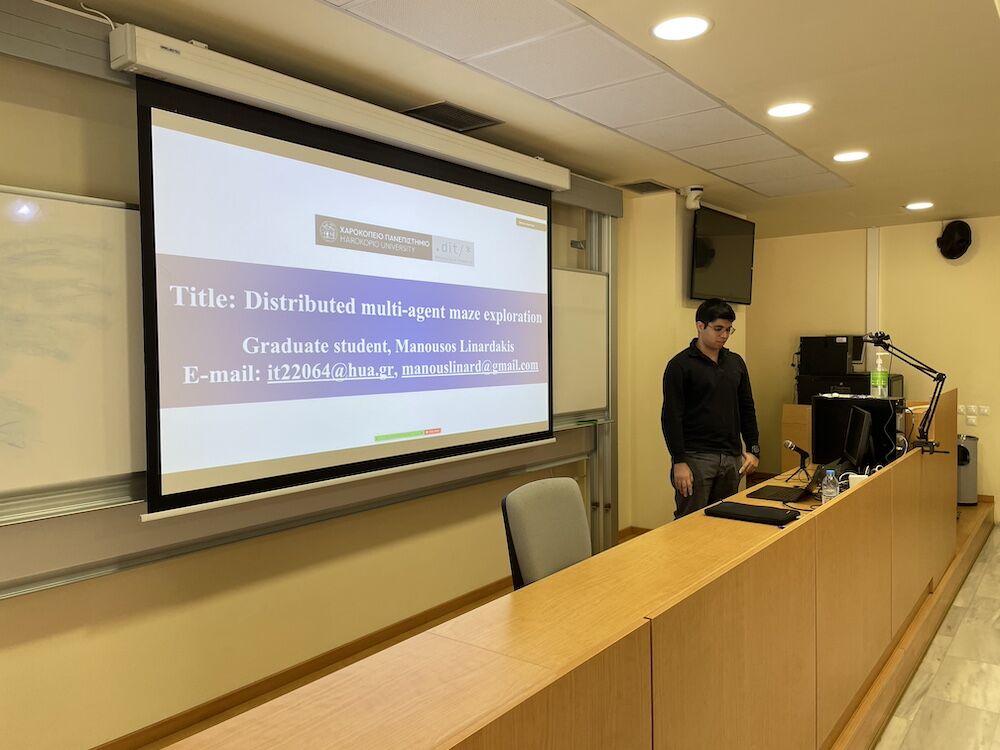 ΧΑΡΟΚΟΠΕΙΟ ΠΑΝΕΠΙΣΤΗΜΙΟ
HAROKOPIO UNIVERSITY
.dit/*
Title: Distributed multi-agent maze exploration
Graduate student, Manousos Linardakis
E-mail: it22064@hua.gr, manouslinard@gmail.com